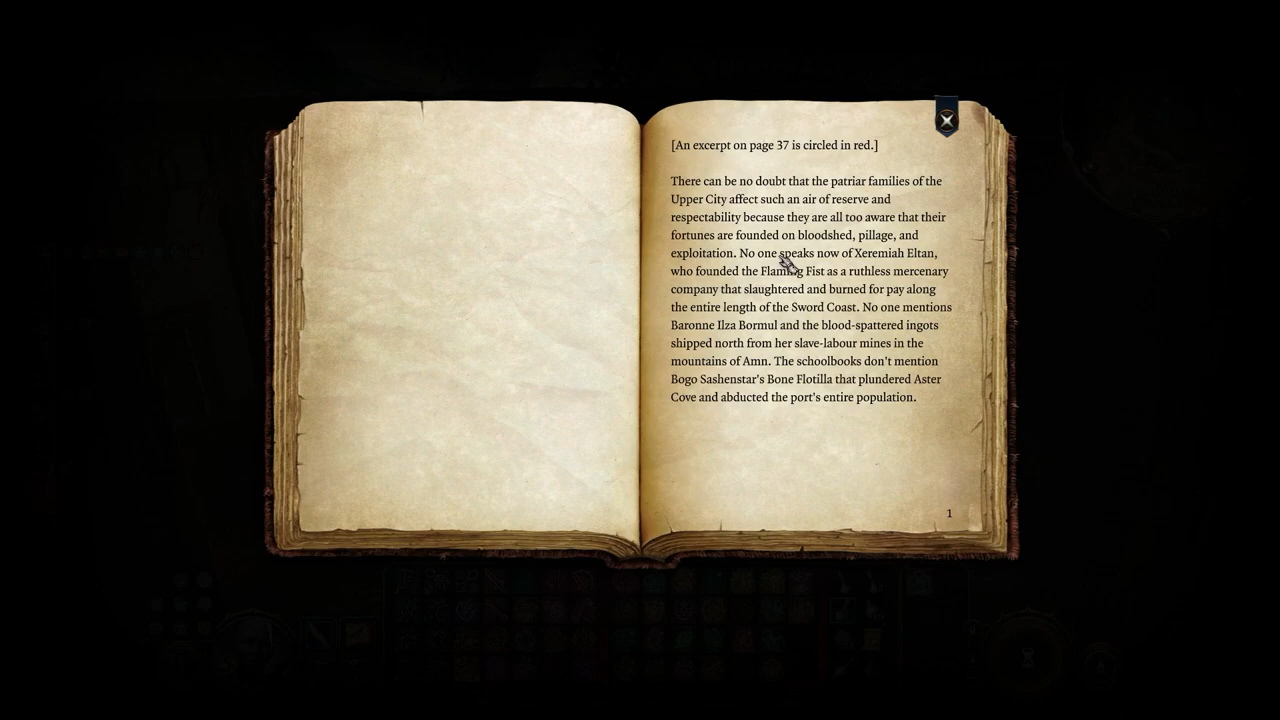 [An excerpt on page 37 is circled in red.]
There can be no doubt that the patriar families of the
Upper City affect such an air of reserve and
respectability because they are all too aware that their
fortunes are founded on bloodshed, pillage, and
exploitation. No one speaks now of Xeremiah Eltan,
who founded the Flaming Fist as a ruthless mercenary
company that slaughtered and burned for pay along
the entire length of the Sword Coast. No one mentions
Baronne Ilza Bormul and the blood-spattered ingots
shipped north from her slave-labour mines in the
mountains of Amn. The schoolbooks don't mention
Bogo Sashenstar's Bone Flotilla that plundered Aster
Cove and abducted the port's entire population.
1